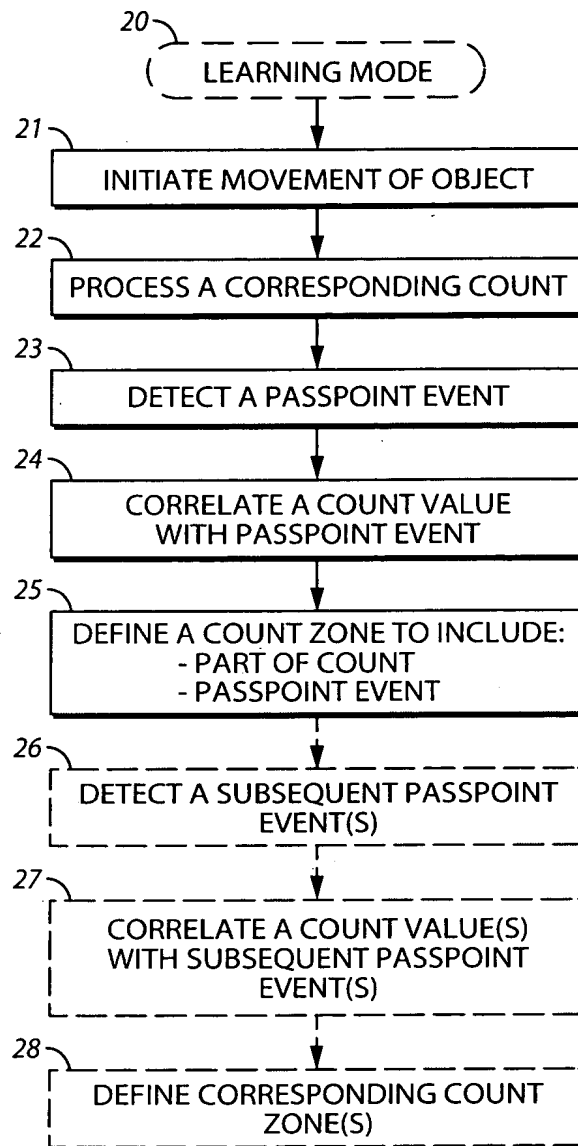 20
LEARNING MODE
21
INITIATE MOVEMENT OF OBJECT
22
PROCESS A CORRESPONDING COUNT
23
DETECT A PASSPOINT EVENT
24
CORRELATE A COUNT VALUE
WITH PASSPOINT EVENT
25
DEFINE A COUNT ZONE TO INCLUDE:
- PART OF COUNT
- PASSPOINT EVENT
26
DETECT A SUBSEQUENT PASSPOINT
EVENT(S)
27
CORRELATE A COUNT VALUE(S)
WITH SUBSEQUENT PASSPOINT
EVENT(S)
28
DEFINE CORRESPONDING COUNT
ZONE(S)